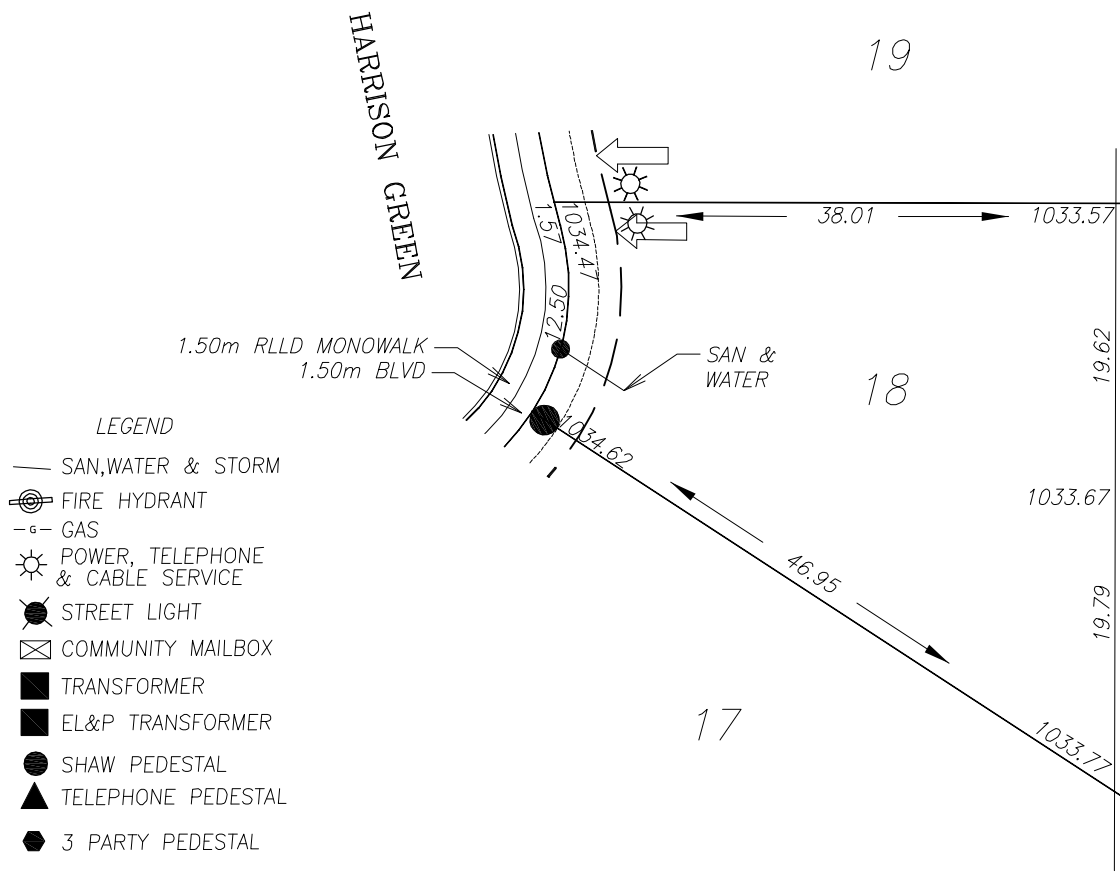 HARRISON GREEN
19
38.01
1033.57
1.57
1034.47
12.50
1.50m RLLD MONOWALK
1.50m BLVD
SAN &
WATER
19.62
18
1034.62
1033.67
46.95
19.79
17
1033.77
LEGEND
SAN,WATER & STORM
FIRE HYDRANT
G GAS
POWER, TELEPHONE
& CABLE SERVICE
STREET LIGHT
COMMUNITY MAILBOX
TRANSFORMER
EL&P TRANSFORMER
SHAW PEDESTAL
TELEPHONE PEDESTAL
3 PARTY PEDESTAL